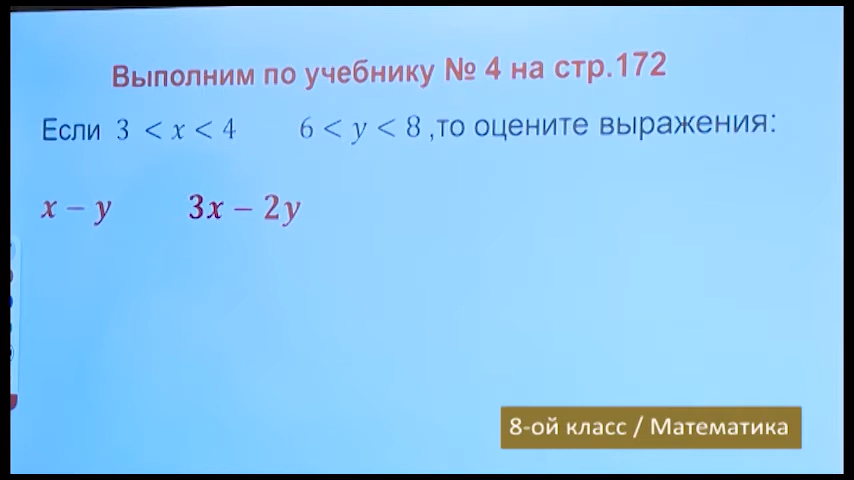 Выполним по учебнику № 4 на стр.172
Если 3 < x < 4 6 < y < 8 ,то оцените выражения:
x − y 3x − 2y
8-ой класс / Математика